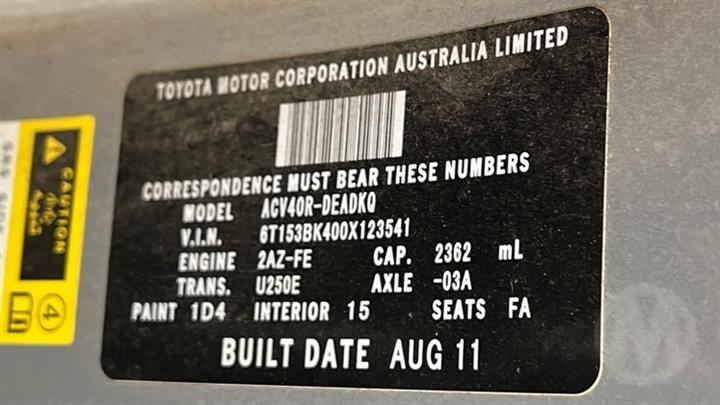 TOYOTA MOTOR CORPORATION AUSTRALIA LIMITED
CORRESPONDENCE MUST BEAR THESE NUMBERS
MODEL ACV40R-DEADKQ
V.I.N. 6T153BK400X123541
ENGINE 2AZ-FE CAP. 2362 mL
TRANS. U250E AXLE -03A
PAINT 1D4 INTERIOR 15 SEATS FA
BUILT DATE AUG 11
CAUTION